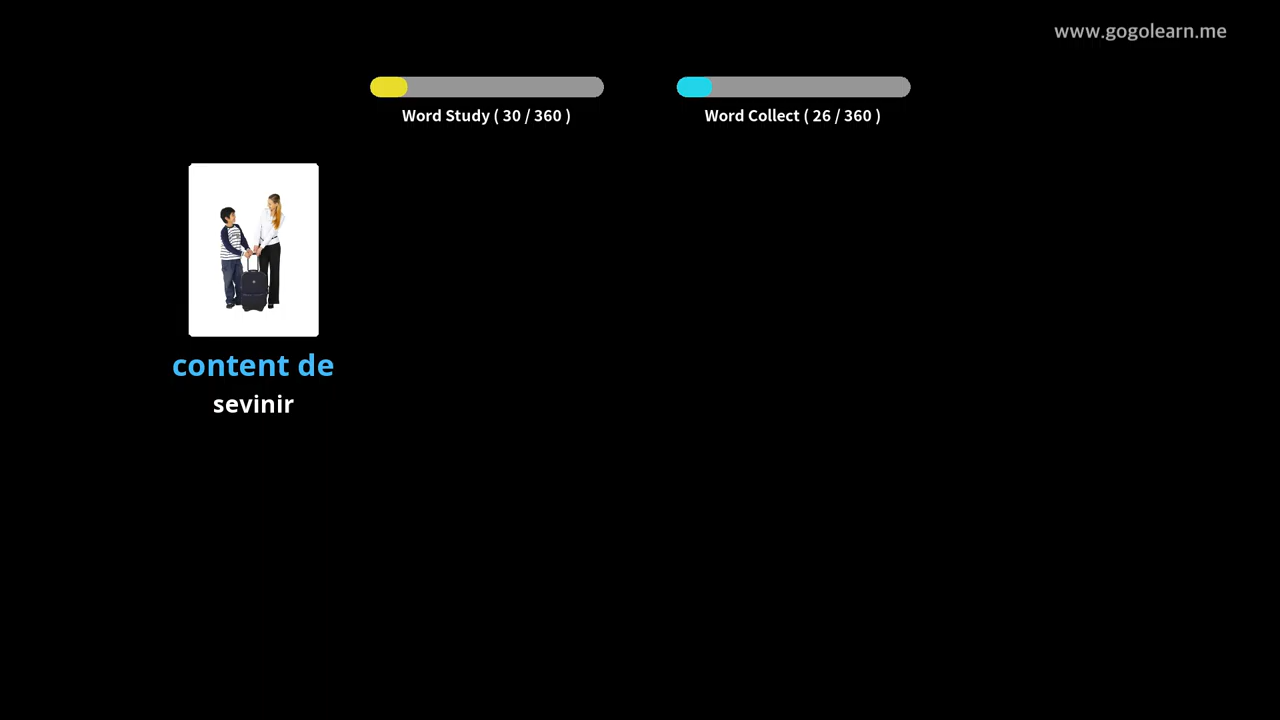 www.gogolearn.me
Word Study ( 30 / 360 )
Word Collect ( 26 / 360 )
content de
sevinir